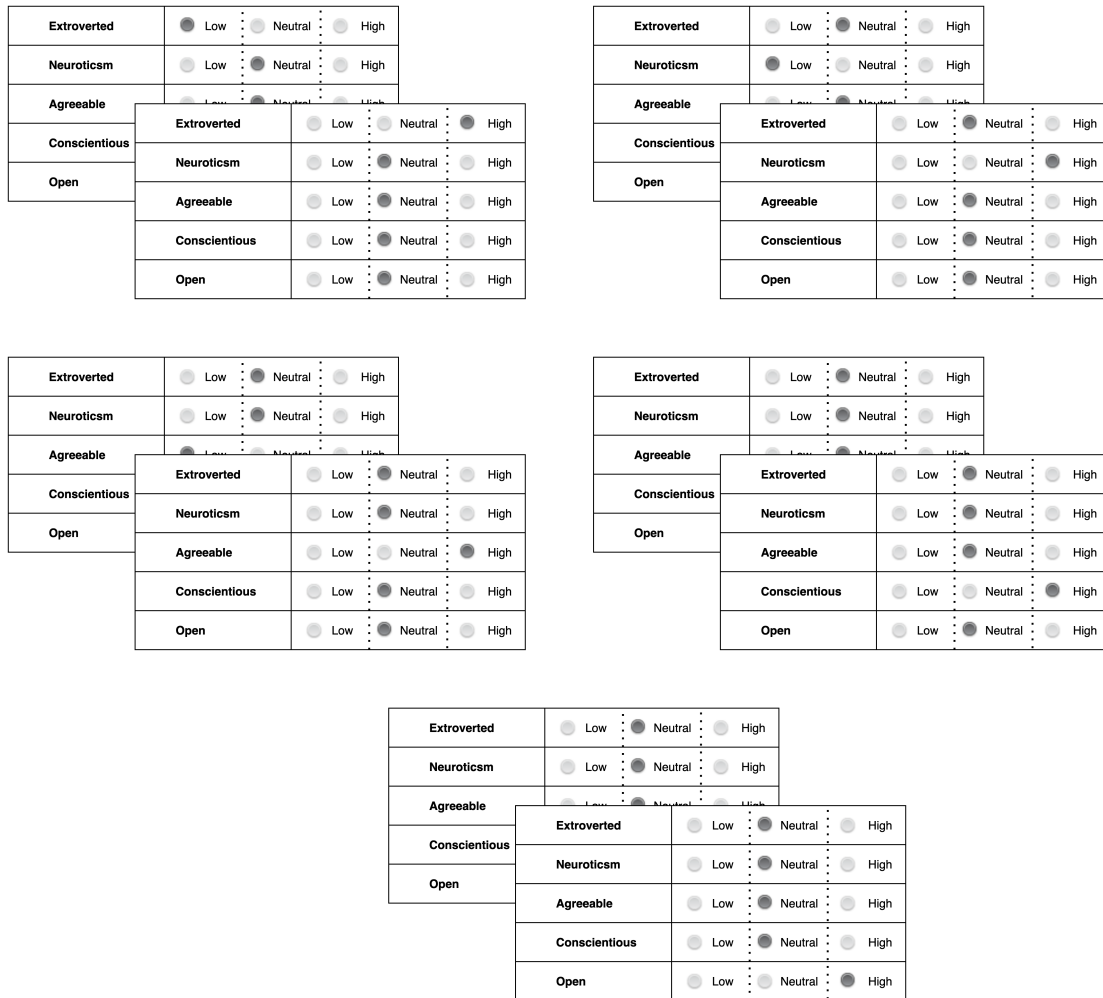 Extroverted Low Neutral High
Neuroticsm Low Neutral High
Agreeable
Conscientious
Open
Extroverted Low Neutral High
Neuroticsm Low Neutral High
Agreeable Low Neutral High
Conscientious Low Neutral High
Open Low Neutral High
Extroverted Low Neutral High
Neuroticsm Low Neutral High
Agreeable
Conscientious
Open
Extroverted Low Neutral High
Neuroticsm Low Neutral High
Agreeable Low Neutral High
Conscientious Low Neutral High
Open Low Neutral High
Extroverted Low Neutral High
Neuroticsm Low Neutral High
Agreeable
Conscientious
Open
Extroverted Low Neutral High
Neuroticsm Low Neutral High
Agreeable Low Neutral High
Conscientious Low Neutral High
Open Low Neutral High
Extroverted Low Neutral High
Neuroticsm Low Neutral High
Agreeable
Conscientious
Open
Extroverted Low Neutral High
Neuroticsm Low Neutral High
Agreeable Low Neutral High
Conscientious Low Neutral High
Open Low Neutral High
Extroverted Low Neutral High
Neuroticsm Low Neutral High
Agreeable
Conscientious
Open
Extroverted Low Neutral High
Neuroticsm Low Neutral High
Agreeable Low Neutral High
Conscientious Low Neutral High
Open Low Neutral High